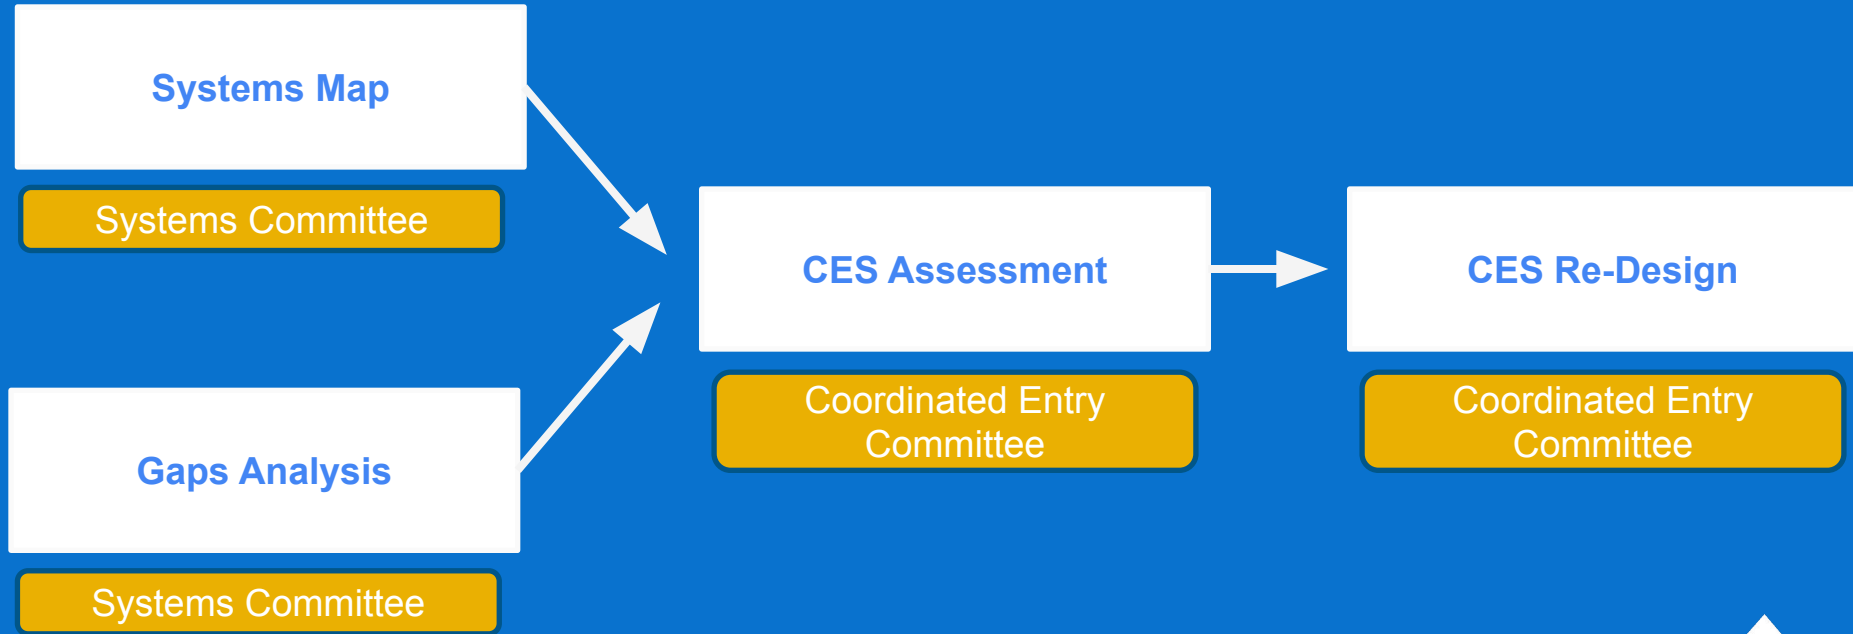 Systems Map
Systems Committee
Gaps Analysis
Systems Committee
CES Assessment
Coordinated Entry
Committee
CES Re-Design
Coordinated Entry
Committee